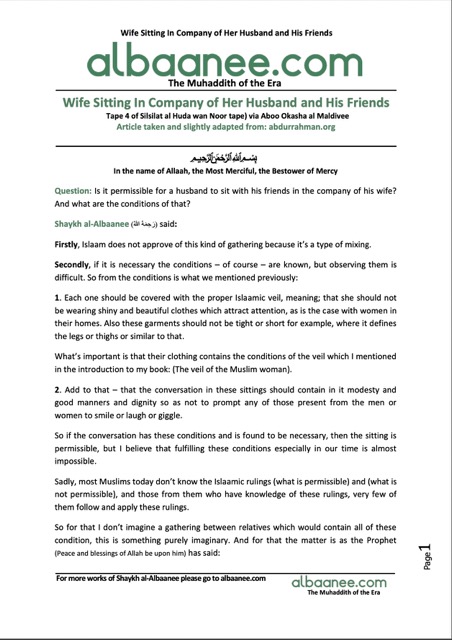 Wife Sitting In Company of Her Husband and His Friends
albaanee.com
The Muhaddith of the Era
Wife Sitting In Company of Her Husband and His Friends
Tape 4 of Silsilat al Huda wan Noor tape) via Aboo Okasha al Maldivee
Article taken and slightly adapted from: abdurrahman.org
بِسْمِ اللهِ الرَّحْمٰنِ الرَّحِيمِ
In the name of Allaah, the Most Merciful, the Bestower of Mercy
Question: Is it permissible for a husband to sit with his friends in the company of his wife?
And what are the conditions of that?
Shaykh al-Albaanee (رَحِمَهُ اللهُ) said:
Firstly, Islaam does not approve of this kind of gathering because it's a type of mixing.
Secondly, if it is necessary the conditions – of course – are known, but observing them is
difficult. So from the conditions is what we mentioned previously:
1. Each one should be covered with the proper Islaamic veil, meaning; that she should not
be wearing shiny and beautiful clothes which attract attention, as is the case with women in
their homes. Also these garments should not be tight or short for example, where it defines
the legs or thighs or similar to that.
What's important is that their clothing contains the conditions of the veil which I mentioned
in the introduction to my book: (The veil of the Muslim woman).
2. Add to that – that the conversation in these sittings should contain in it modesty and
good manners and dignity so as not to prompt any of those present from the men or
women to smile or laugh or giggle.
So if the conversation has these conditions and is found to be necessary, then the sitting is
permissible, but I believe that fulfilling these conditions especially in our time is almost
impossible.
Sadly, most Muslims today don't know the Islaamic rulings (what is permissible) and (what is
not permissible), and those from them who have knowledge of these rulings, very few of
them follow and apply these rulings.
So for that I don't imagine a gathering between relatives which would contain all of these
condition, this is something purely imaginary. And for that the matter is as the Prophet
(Peace and blessings of Allah be upon him) has said:
Page1
For more works of Shaykh al-Albaanee please go to albaanee.com
albaanee.com
The Muhaddith of the Era